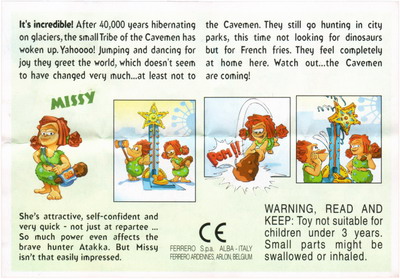 It's incredible! After 40,000 years hibernating
on glaciers, the small Tribe of the Cavemen has
woken up. Yahoooo! Jumping and dancing for
joy they greet the world, which doesn't seem
to have changed very much...at least not to
the Cavemen. They still go hunting in city
parks, this time not looking for dinosaurs
but for French fries. They feel completely
at home here. Watch out...the Cavemen
are coming!
MISSY
POM!!
She's attractive, self-confident and
very quick - not just at repartee ...
So much power even affects the
brave hunter Atakka. But Missy
isn't that easily impressed.
CE
FERRERO S.p.a. ALBA - ITALY
FERRERO ARDENNES, ARLON, BELGIUM
WARNING, READ AND
KEEP: Toy not suitable for
children under 3 years.
Small parts might be
swallowed or inhaled.